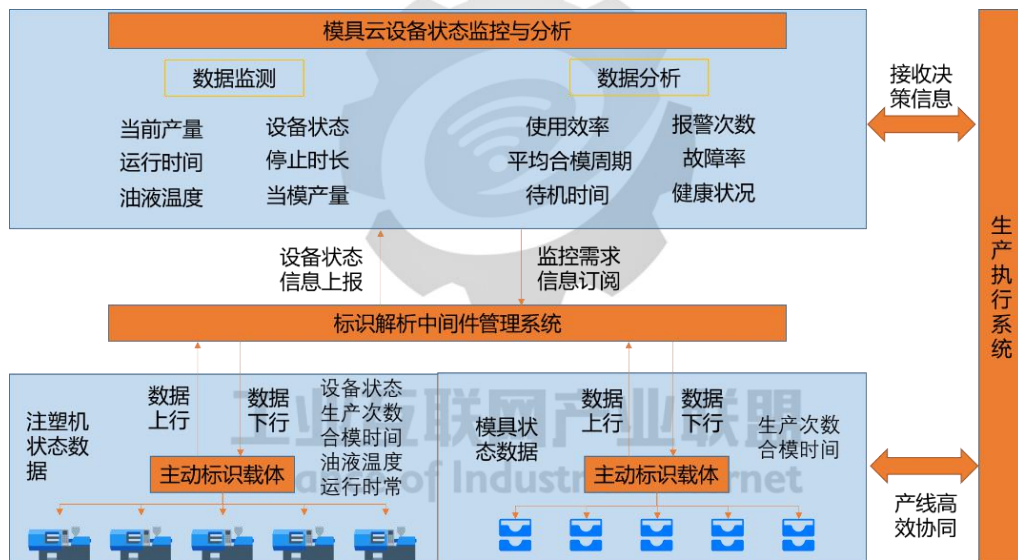 模具云设备状态监控与分析
数据监测
数据分析
当前产量
设备状态
运行时间
停止时长
油液温度
当模产量
使用效率
报警次数
平均合模周期
故障率
待机时间
健康状况
接收决
策信息
设备状态
信息上报
监控需求
信息订阅
标识解析中间件管理系统
生产执行系统
注塑机
状态数
据
数据
上行
数据
下行
设备状态
生产次数
合模时间
油液温度
运行时常
主动标识载体
模具状
态数据
数据
上行
数据
下行
生产次数
合模时间
主动标识载体
产线高
效协同
工业互联网产业联盟
Alliance of Industrial Internet